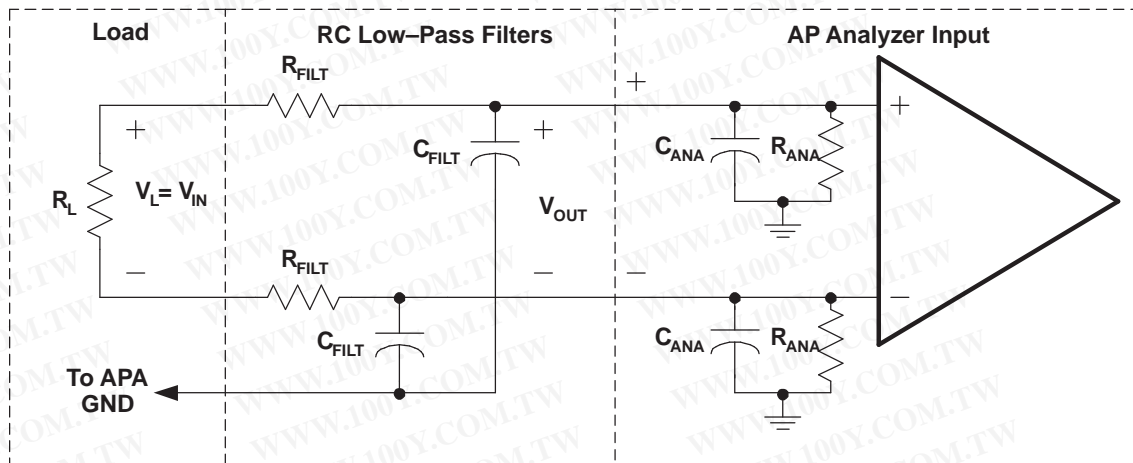 Load
RC Low–Pass Filters
AP Analyzer Input
R_FILT
+
+
+
+
C_FILT
C_ANA
R_ANA
R_L
V_L= V_IN
V_OUT
R_FILT
−
−
−
−
C_FILT
C_ANA
R_ANA
To APA
GND
WWW.100Y.COM.TW